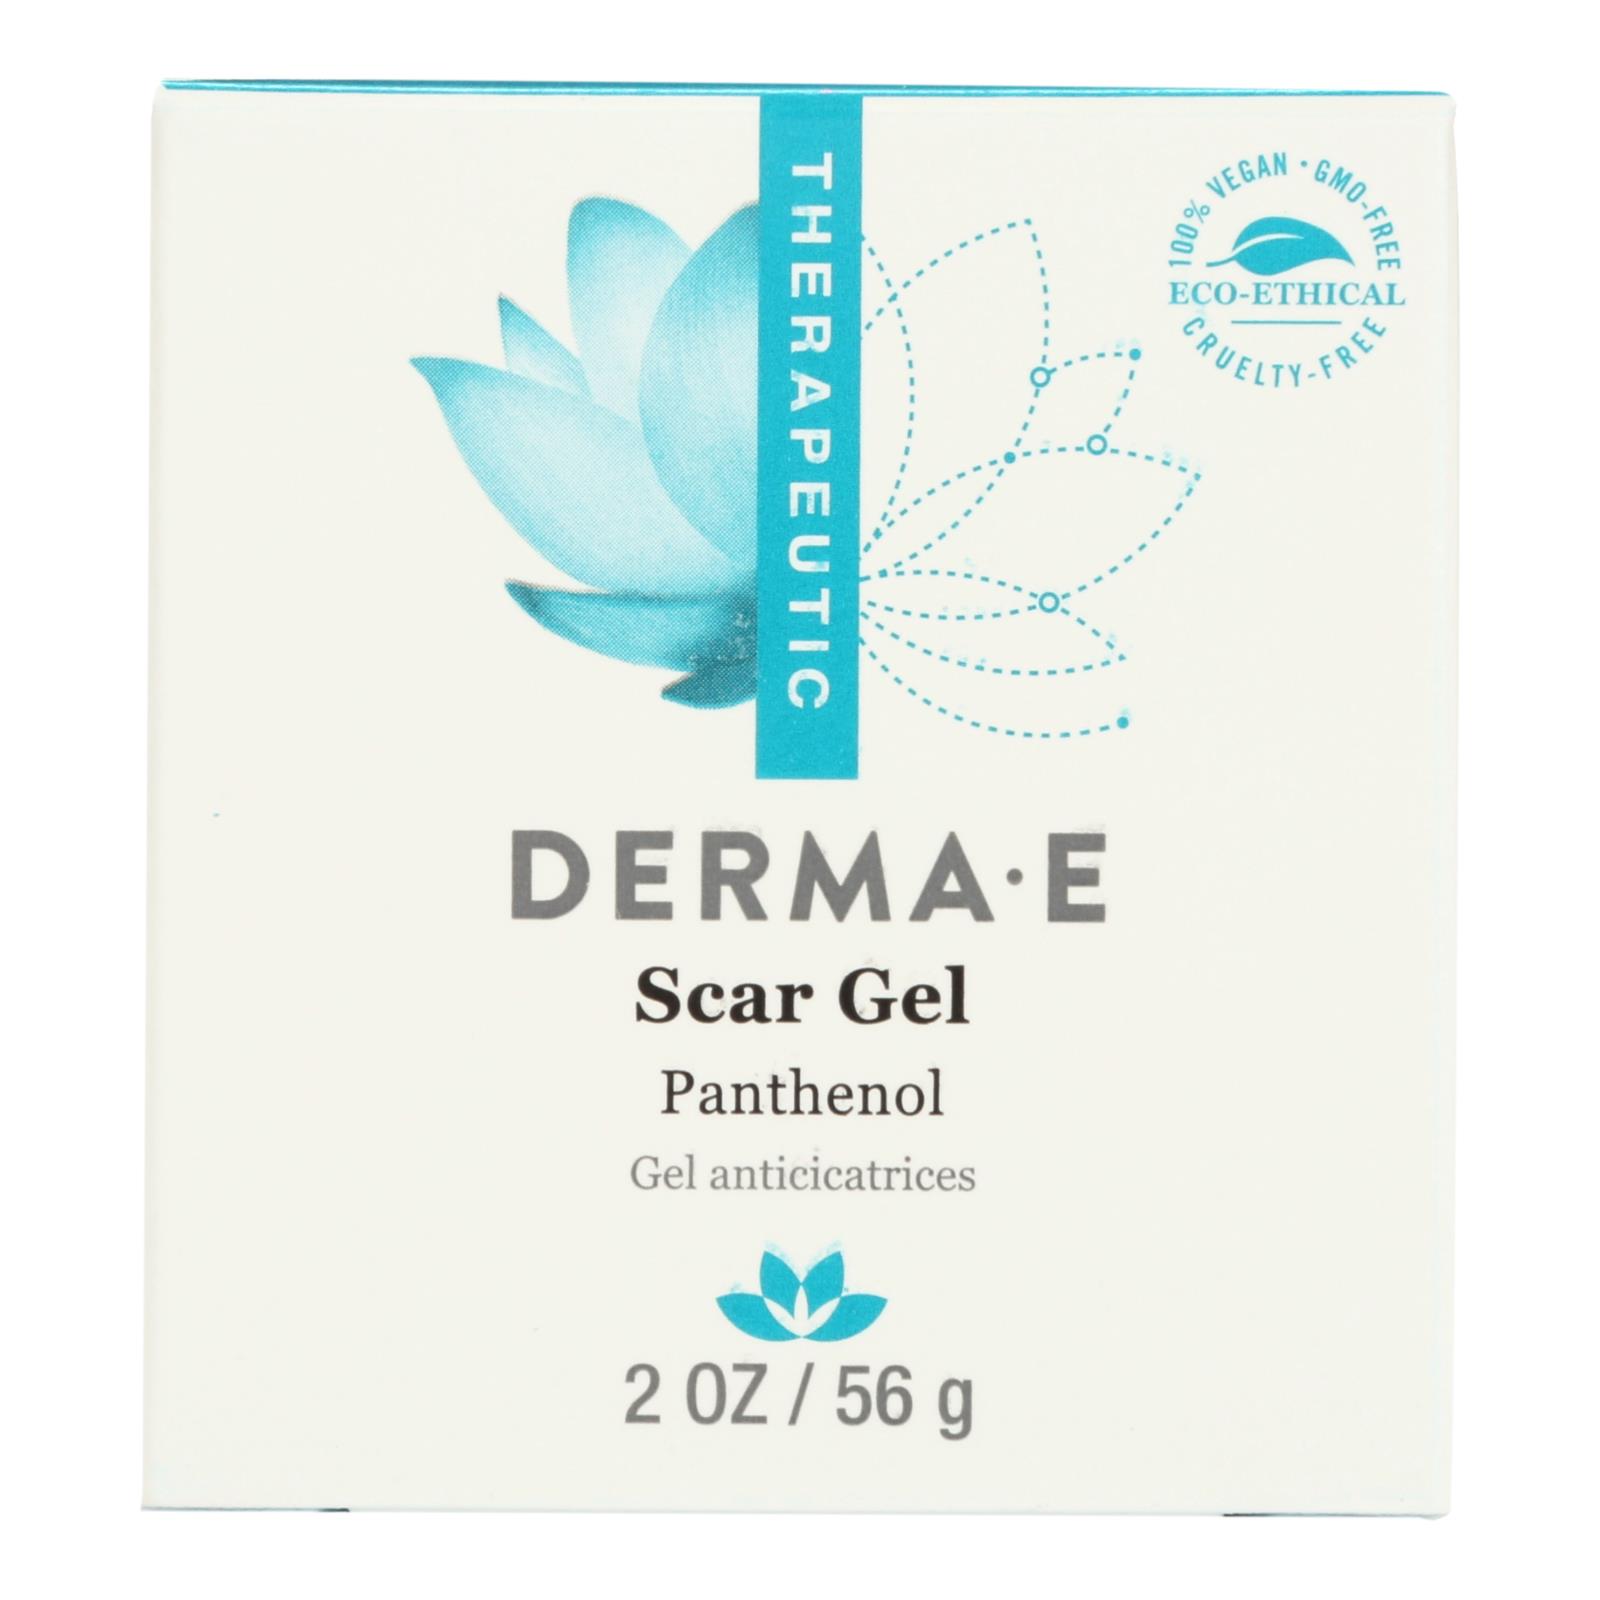 THERAPEUTIC
100% VEGAN • GMO-FREE
ECO-ETHICAL
CRUELTY-FREE
DERMA•E
Scar Gel
Panthenol
Gel anticicatrices
2 OZ / 56 g